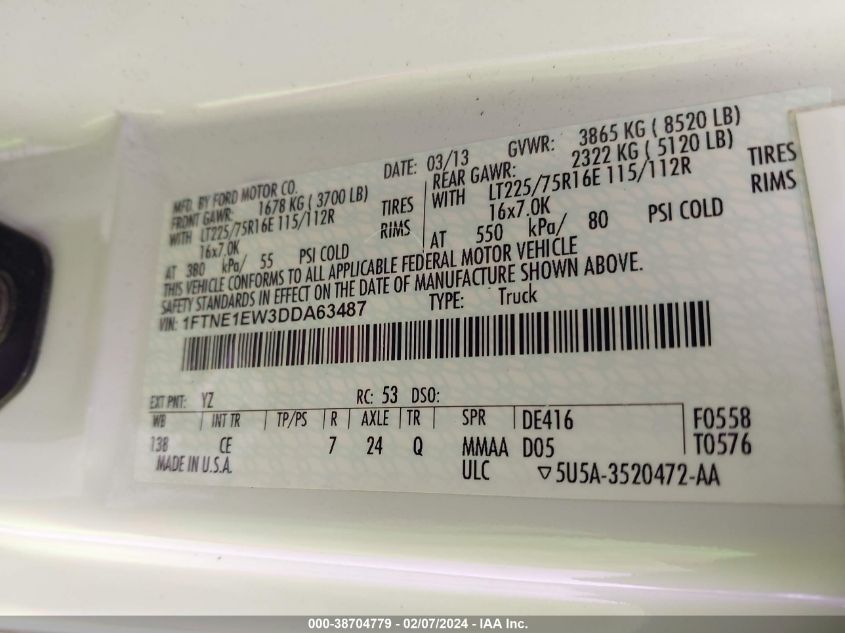 MFD. BY FORD MOTOR CO.
DATE: 03/13 GVWR: 3865 KG ( 8520 LB)
FRONT GAWR: 1678 KG ( 3700 LB)
REAR GAWR: 2322 KG ( 5120 LB)
WITH LT225/75R16E 115/112R TIRES
WITH LT225/75R16E 115/112R TIRES
16x7.0K RIMS
16x7.0K RIMS
AT 380 kPa/ 55 PSI COLD
AT 550 kPa/ 80 PSI COLD
THIS VEHICLE CONFORMS TO ALL APPLICABLE FEDERAL MOTOR VEHICLE
SAFETY STANDARDS IN EFFECT ON THE DATE OF MANUFACTURE SHOWN ABOVE.
VIN: 1FTNE1EW3DDA63487 TYPE: Truck
EXT PNT: YZ RC: 53 DSO:
WB INT TR TP/PS R AXLE TR SPR DE416 F0558
138 CE 7 24 Q MMAA D05 T0576
MADE IN U.S.A. ULC ▽5U5A-3520472-AA
000-38704779 - 02/07/2024 - IAA Inc.